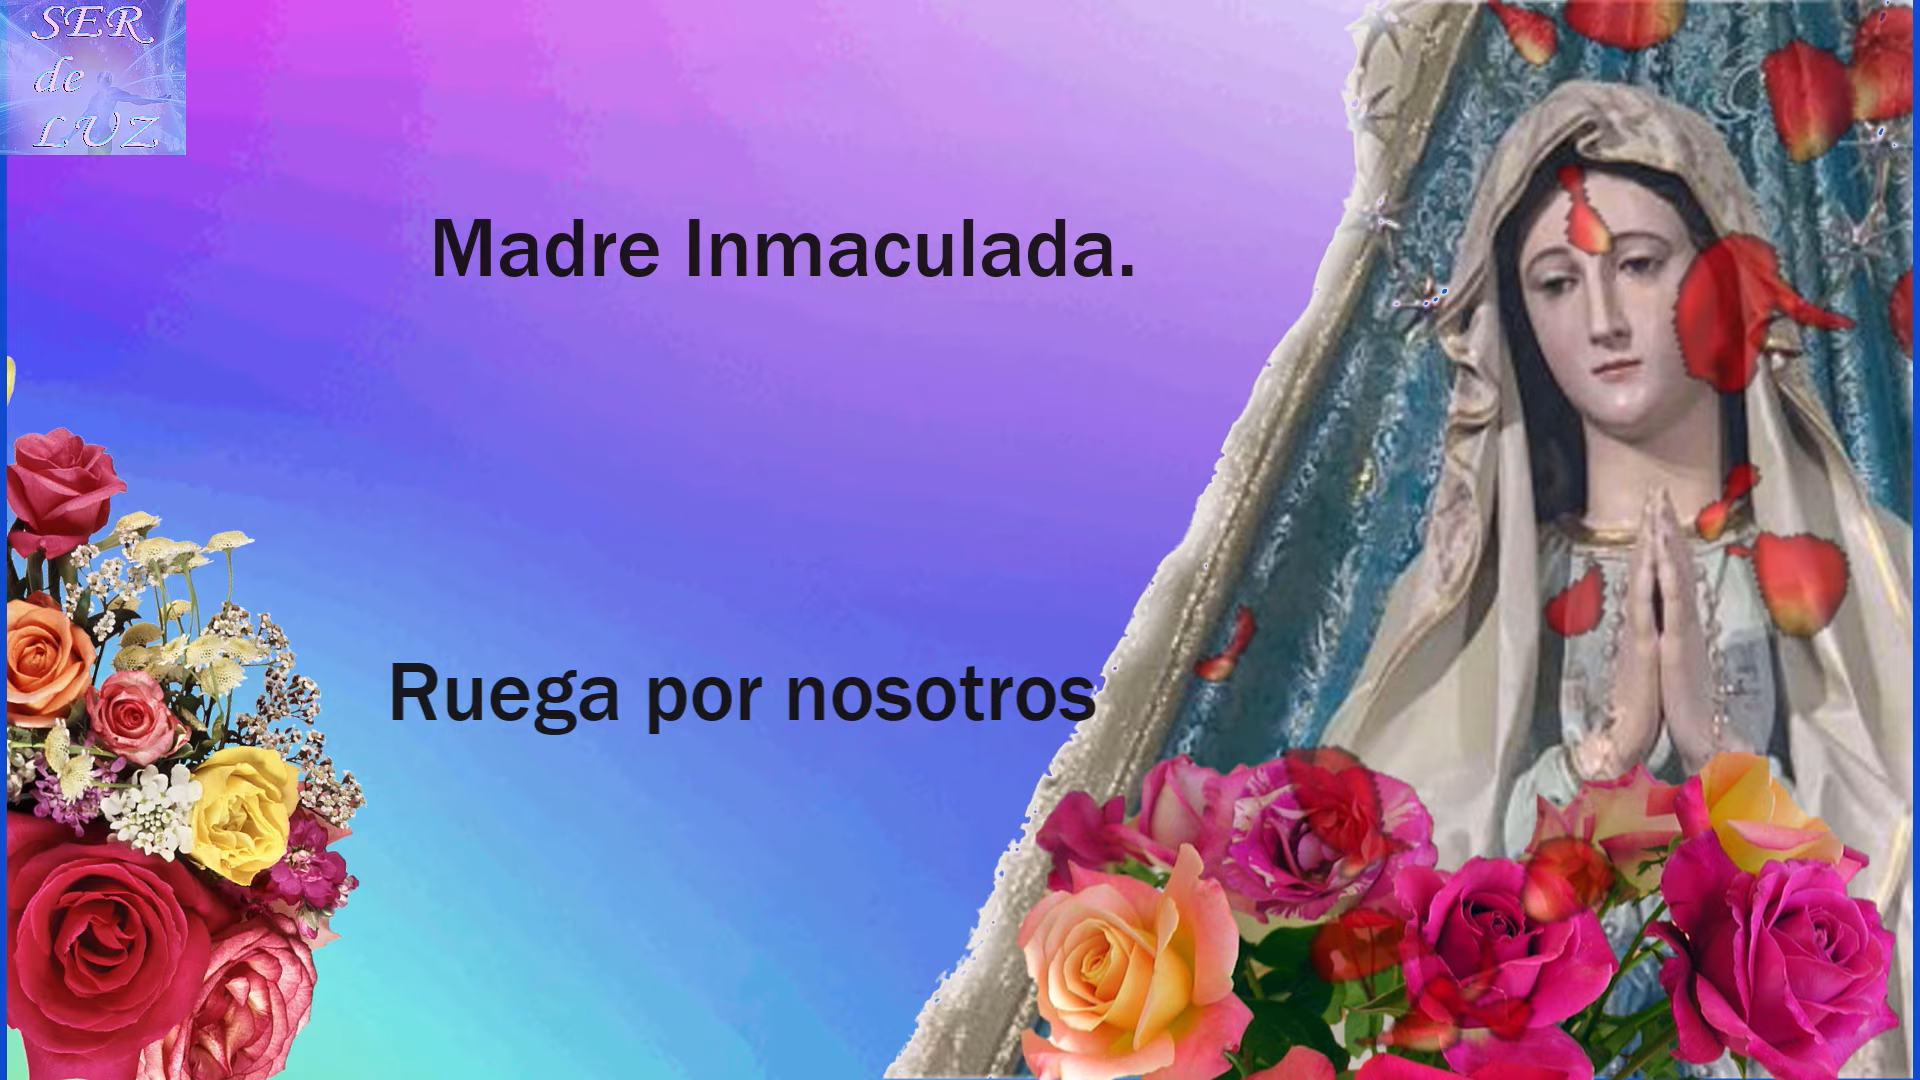 SER
de
LUZ
Madre Inmaculada.
Ruega por nosotros